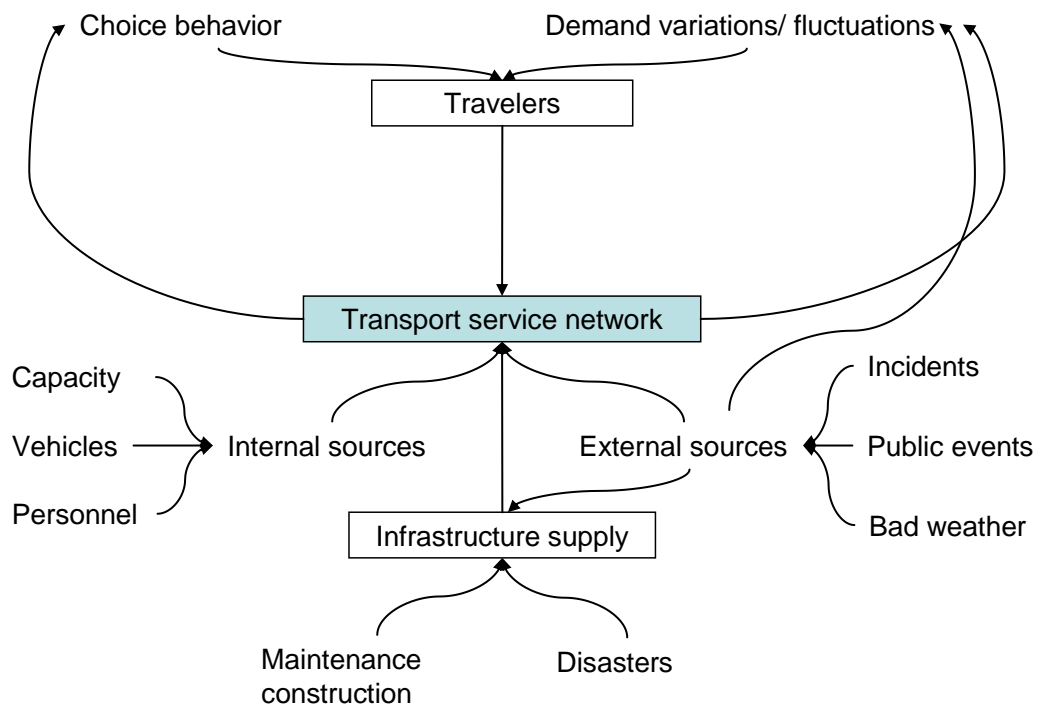 Choice behavior
Demand variations/ fluctuations
Travelers
Transport service network
Capacity
Incidents
Vehicles
Internal sources
External sources
Public events
Personnel
Bad weather
Infrastructure supply
Maintenance
construction
Disasters